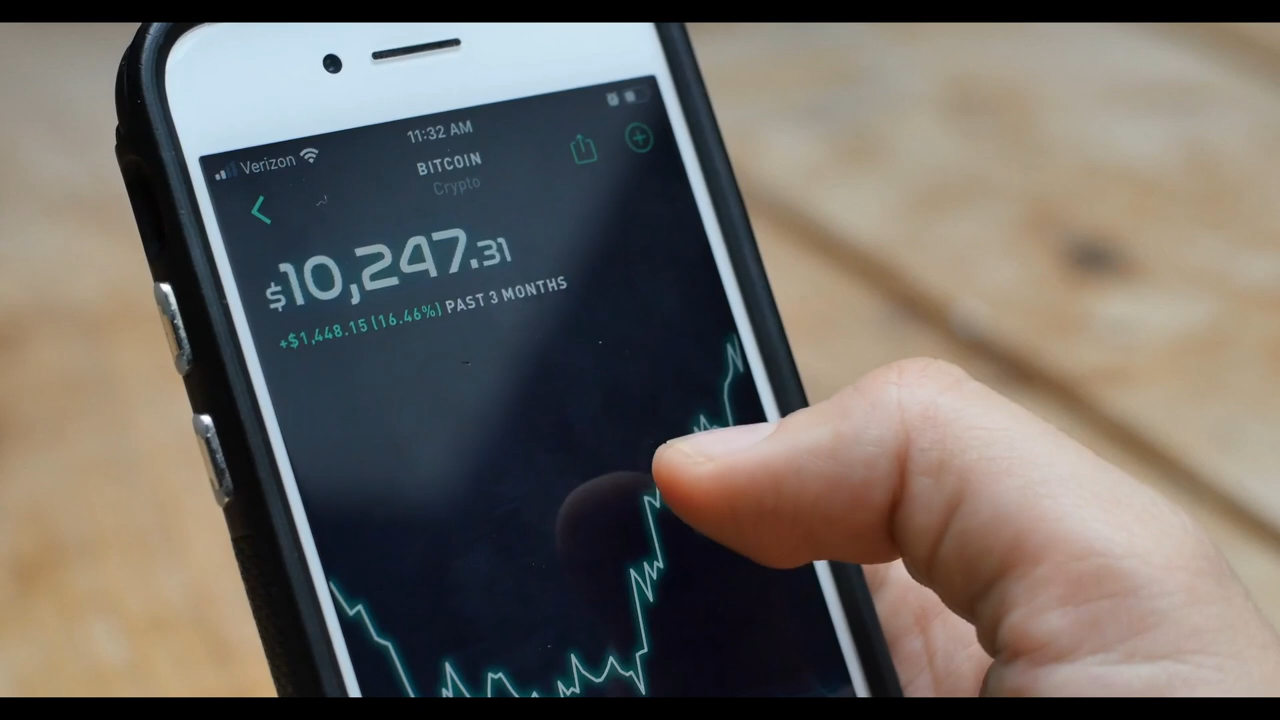 11:32 AM
Verizon
BITCOIN
Crypto
$10,247.31
+$1,448.15 (16.46%) PAST 3 MONTHS